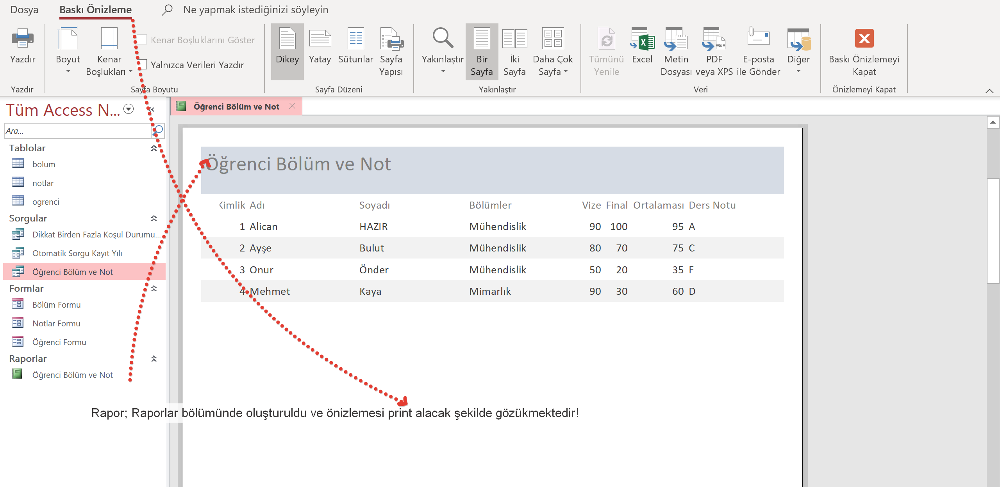 Dosya Baskı Önizleme Ne yapmak istediğinizi söyleyin
Yazdır
Boyut
Kenar Boşlukları
Kenar Boşluklarını Göster
Yalnızca Verileri Yazdır
Dikey
Yatay
Sütunlar
Sayfa Yapısı
Yakınlaştır
Bir Sayfa
İki Sayfa
Daha Çok Sayfa
Tümünü Yenile
Excel
Metin Dosyası
PDF veya XPS
E-posta ile Gönder
Diğer
Baskı Önizlemeyi Kapat
Yazdır Sayfa Boyutu Sayfa Düzeni Yakınlaştır Veri Önizlemeyi Kapat
Tüm Access N...
Ara...
Tablolar
bolum
notlar
ogrenci
Sorgular
Dikkat Birden Fazla Koşul Durumu...
Otomatik Sorgu Kayıt Yılı
Öğrenci Bölüm ve Not
Formlar
Bölüm Formu
Notlar Formu
Öğrenci Formu
Raporlar
Öğrenci Bölüm ve Not
Öğrenci Bölüm ve Not
Öğrenci Bölüm ve Not
Kimlik Adı Soyadı Bölümler Vize Final Ortalaması Ders Notu
1 Alican HAZIR Mühendislik 90 100 95 A
2 Ayşe Bulut Mühendislik 80 70 75 C
3 Onur Önder Mühendislik 50 20 35 F
4 Mehmet Kaya Mimarlık 90 30 60 D
Rapor; Raporlar bölümünde oluşturuldu ve önizlemesi print alacak şekilde gözükmektedir!